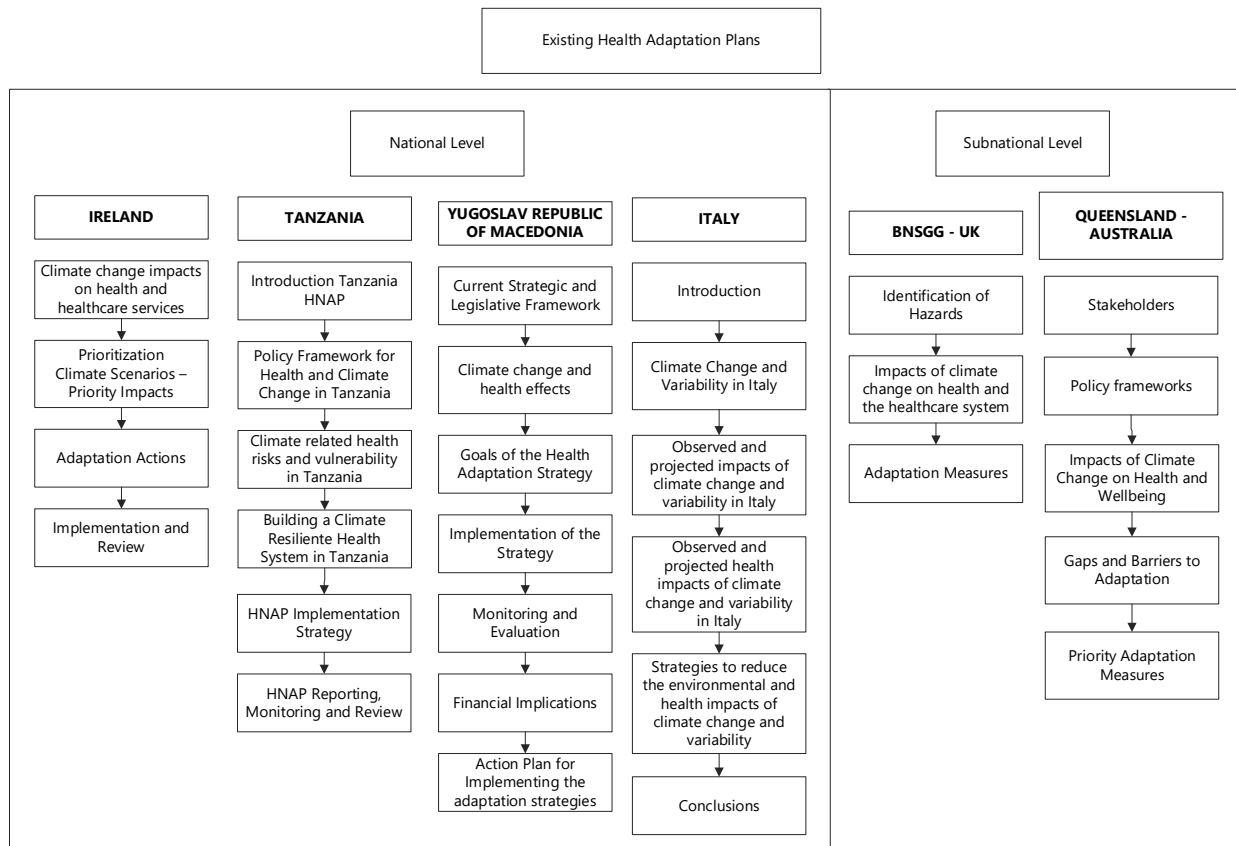 Existing Health Adaptation Plans
National Level
Subnational Level
IRELAND
Climate change impacts
on health and
healthcare services
Prioritization
Climate Scenarios –
Priority Impacts
Adaptation Actions
Implementation and
Review
TANZANIA
Introduction Tanzania
HNAP
Policy Framework for
Health and Climate
Change in Tanzania
Climate related health
risks and vulnerability
in Tanzania
Building a Climate
Resiliente Health
System in Tanzania
HNAP Implementation
Strategy
HNAP Reporting,
Monitoring and Review
YUGOSLAV REPUBLIC
OF MACEDONIA
Current Strategic and
Legislative Framework
Climate change and
health effects
Goals of the Health
Adaptation Strategy
Implementation of the
Strategy
Monitoring and
Evaluation
Financial Implications
Action Plan for
Implementing the
adaptation strategies
ITALY
Introduction
Climate Change and
Variability in Italy
Observed and
projected impacts of
climate change and
variability in Italy
Observed and
projected health
impacts of climate
change and variability
in Italy
Strategies to reduce
the environmental and
health impacts of
climate change and
variability
Conclusions
BNSGG - UK
Identification of
Hazards
Impacts of climate
change on health and
the healthcare system
Adaptation Measures
QUEENSLAND -
AUSTRALIA
Stakeholders
Policy frameworks
Impacts of Climate
Change on Health and
Wellbeing
Gaps and Barriers to
Adaptation
Priority Adaptation
Measures